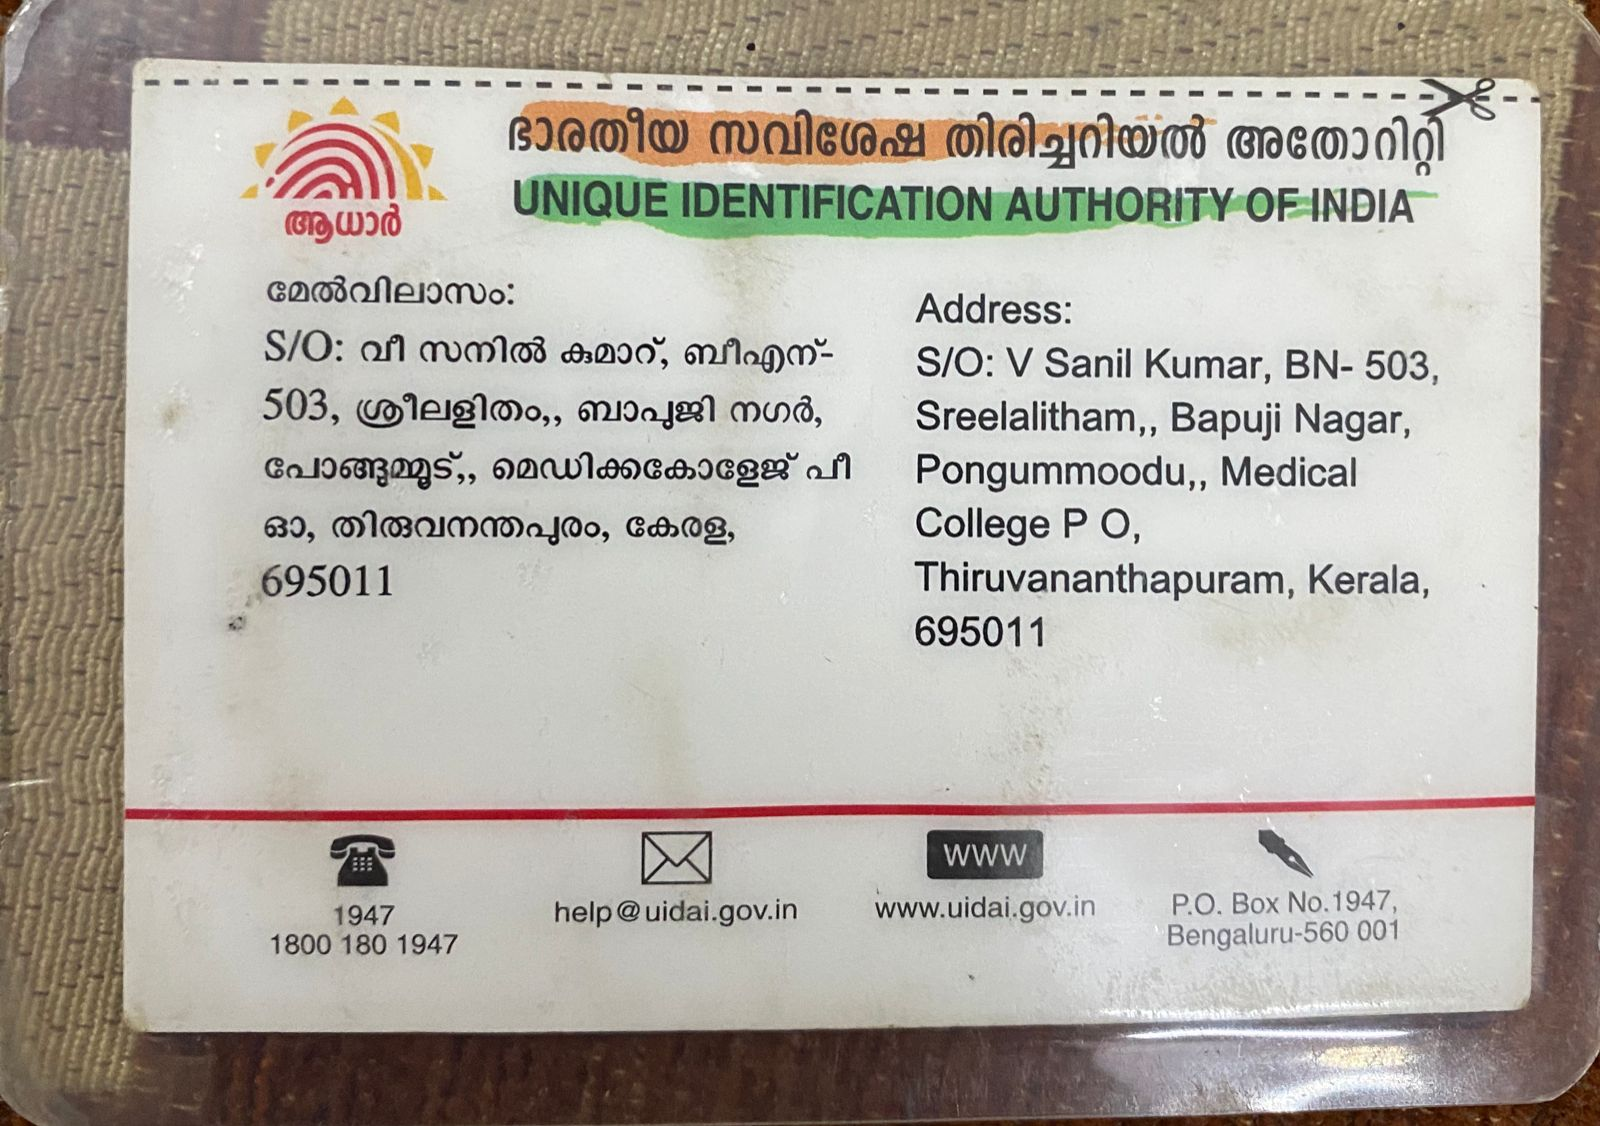 ആധാർ
ഭാരതീയ സവിശേഷ തിരിച്ചറിയൽ അതോറിറ്റി
UNIQUE IDENTIFICATION AUTHORITY OF INDIA
മേൽവിലാസം:
S/O: വീ സനിൽ കുമാറ്, ബീഎന്-
503, ശ്രീലളിതം,, ബാപുജി നഗർ,
പോങ്ങുമ്മൂട്,, മെഡിക്കകോളേജ് പീ
ഓ, തിരുവനന്തപുരം, കേരള,
695011
Address:
S/O: V Sanil Kumar, BN- 503,
Sreelalitham,, Bapuji Nagar,
Pongummoodu,, Medical
College P O,
Thiruvananthapuram, Kerala,
695011
1947
1800 180 1947
help@uidai.gov.in
WWW
www.uidai.gov.in
P.O. Box No.1947,
Bengaluru-560 001